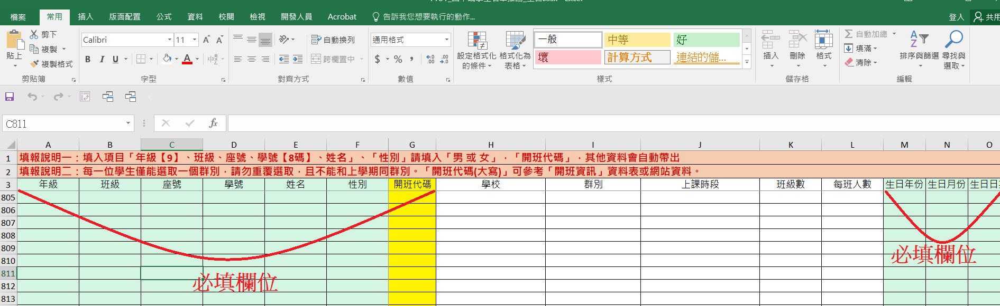 檔案 常用 插入 版面配置 公式 資料 校閱 檢視 開發人員 Acrobat 告訴我您想要執行的動作... 登入 共用
貼上 剪下 複製 複製格式 剪貼簿
Calibri 11 B I U A 字型
自動換列 跨欄置中 對齊方式
通用格式 $ % 數值
設定格式化的條件 格式化為表格
一般 中等 好
壞 計算方式 連結的儲...
樣式
插入 刪除 格式 儲存格
自動加總 填滿 清除 排序與篩選 尋找與選取 編輯
C811 fx
A B C D E F G H I J K L M N O
1 填報說明一：填入項目「年級【9】、班級、座號、學號【8碼】、姓名」、「性別」請填入「男 或 女」，「開班代碼」，其他資料會自動帶出
2 填報說明二：每一位學生僅能選取一個群別，請勿重覆選取，且不能和上學期同群別。「開班代碼(大寫)」可參考「開班資訊」資料表或網站資料。
3 年級 班級 座號 學號 姓名 性別 開班代碼 學校 群別 上課時段 班級數 每班人數 生日年份 生日月份 生日日
805
806
807
808
809
810
811
812
813
必填欄位
必填欄位